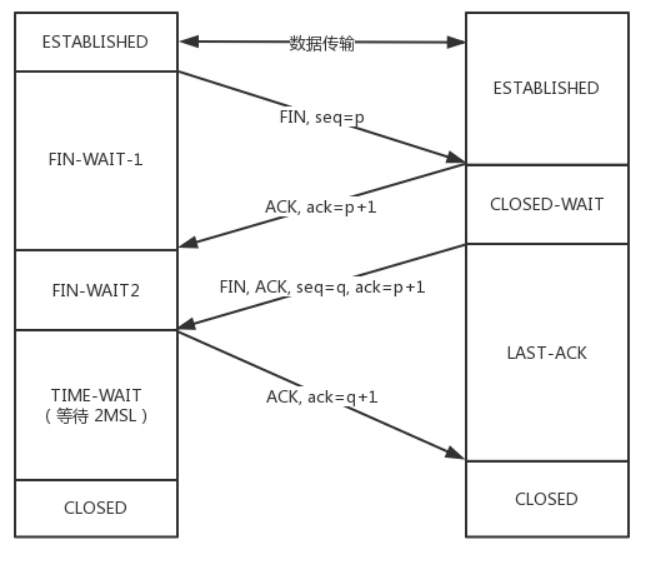 ESTABLISHED
数据传输
ESTABLISHED
FIN, seq=p
FIN-WAIT-1
ACK, ack=p+1
CLOSED-WAIT
FIN-WAIT2
FIN, ACK, seq=q, ack=p+1
LAST-ACK
TIME-WAIT
（等待 2MSL）
ACK, ack=q+1
CLOSED
CLOSED